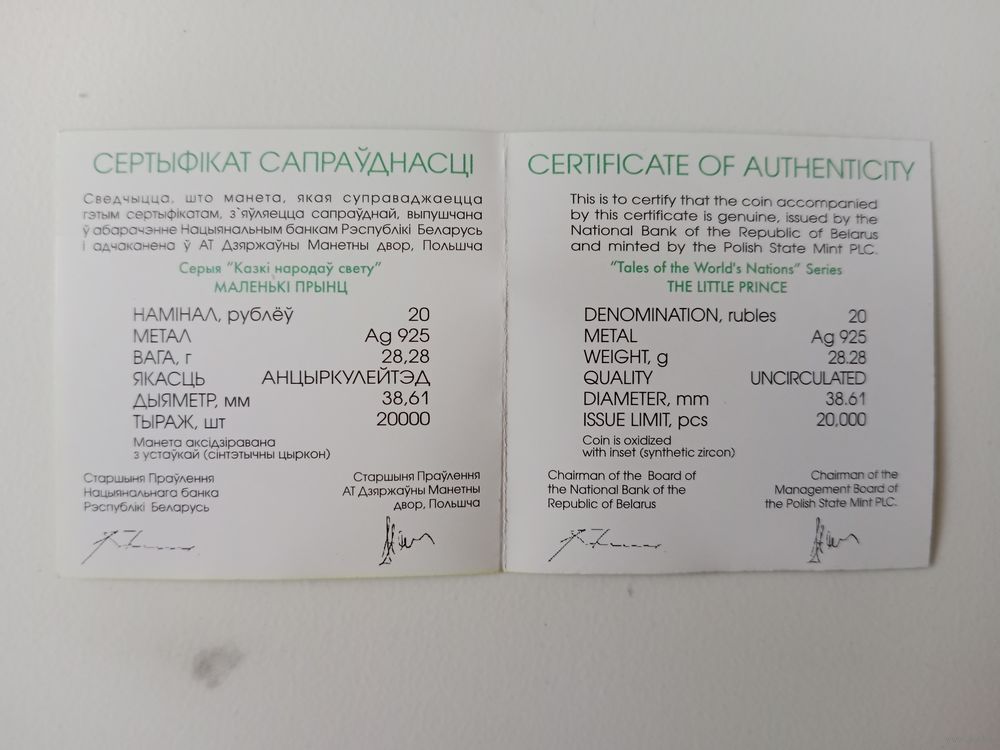 СЕРТЫФІКАТ САПРАЎДНАСЦІ
Сведчыцца, што манета, якая суправаджаецца
гэтым сертыфікатам, з'яўляецца сапраўднай, выпушчана
ў абарачэнне Нацыянальным банкам Рэспублікі Беларусь
і адчаканена ў АТ Дзяржаўны Манетны двор, Польшча
Серыя "Казкі народаў свету"
МАЛЕНЬКІ ПРЫНЦ
НАМІНАЛ, рублёў 20
МЕТАЛ Ag 925
ВАГА, г 28,28
ЯКАСЦЬ АНЦЫРКУЛЕЙТЭД
ДЫЯМЕТР, мм 38,61
ТЫРАЖ, шт 20000
Манета аксідзіравана
з устаўкай (сінтэтычны цыркон)
Старшыня Праўлення
Нацыянальнага банка
Рэспублікі Беларусь
Старшыня Праўлення
АТ Дзяржаўны Манетны
двор, Польшча
CERTIFICATE OF AUTHENTICITY
This is to certify that the coin accompanied
by this certificate is genuine, issued by the
National Bank of the Republic of Belarus
and minted by the Polish State Mint PLC.
"Tales of the World's Nations" Series
THE LITTLE PRINCE
DENOMINATION, rubles 20
METAL Ag 925
WEIGHT, g 28.28
QUALITY UNCIRCULATED
DIAMETER, mm 38.61
ISSUE LIMIT, pcs 20,000
Coin is oxidized
with inset (synthetic zircon)
Chairman of the Board of
the National Bank of the
Republic of Belarus
Chairman of the
Management Board of
the Polish State Mint PLC.